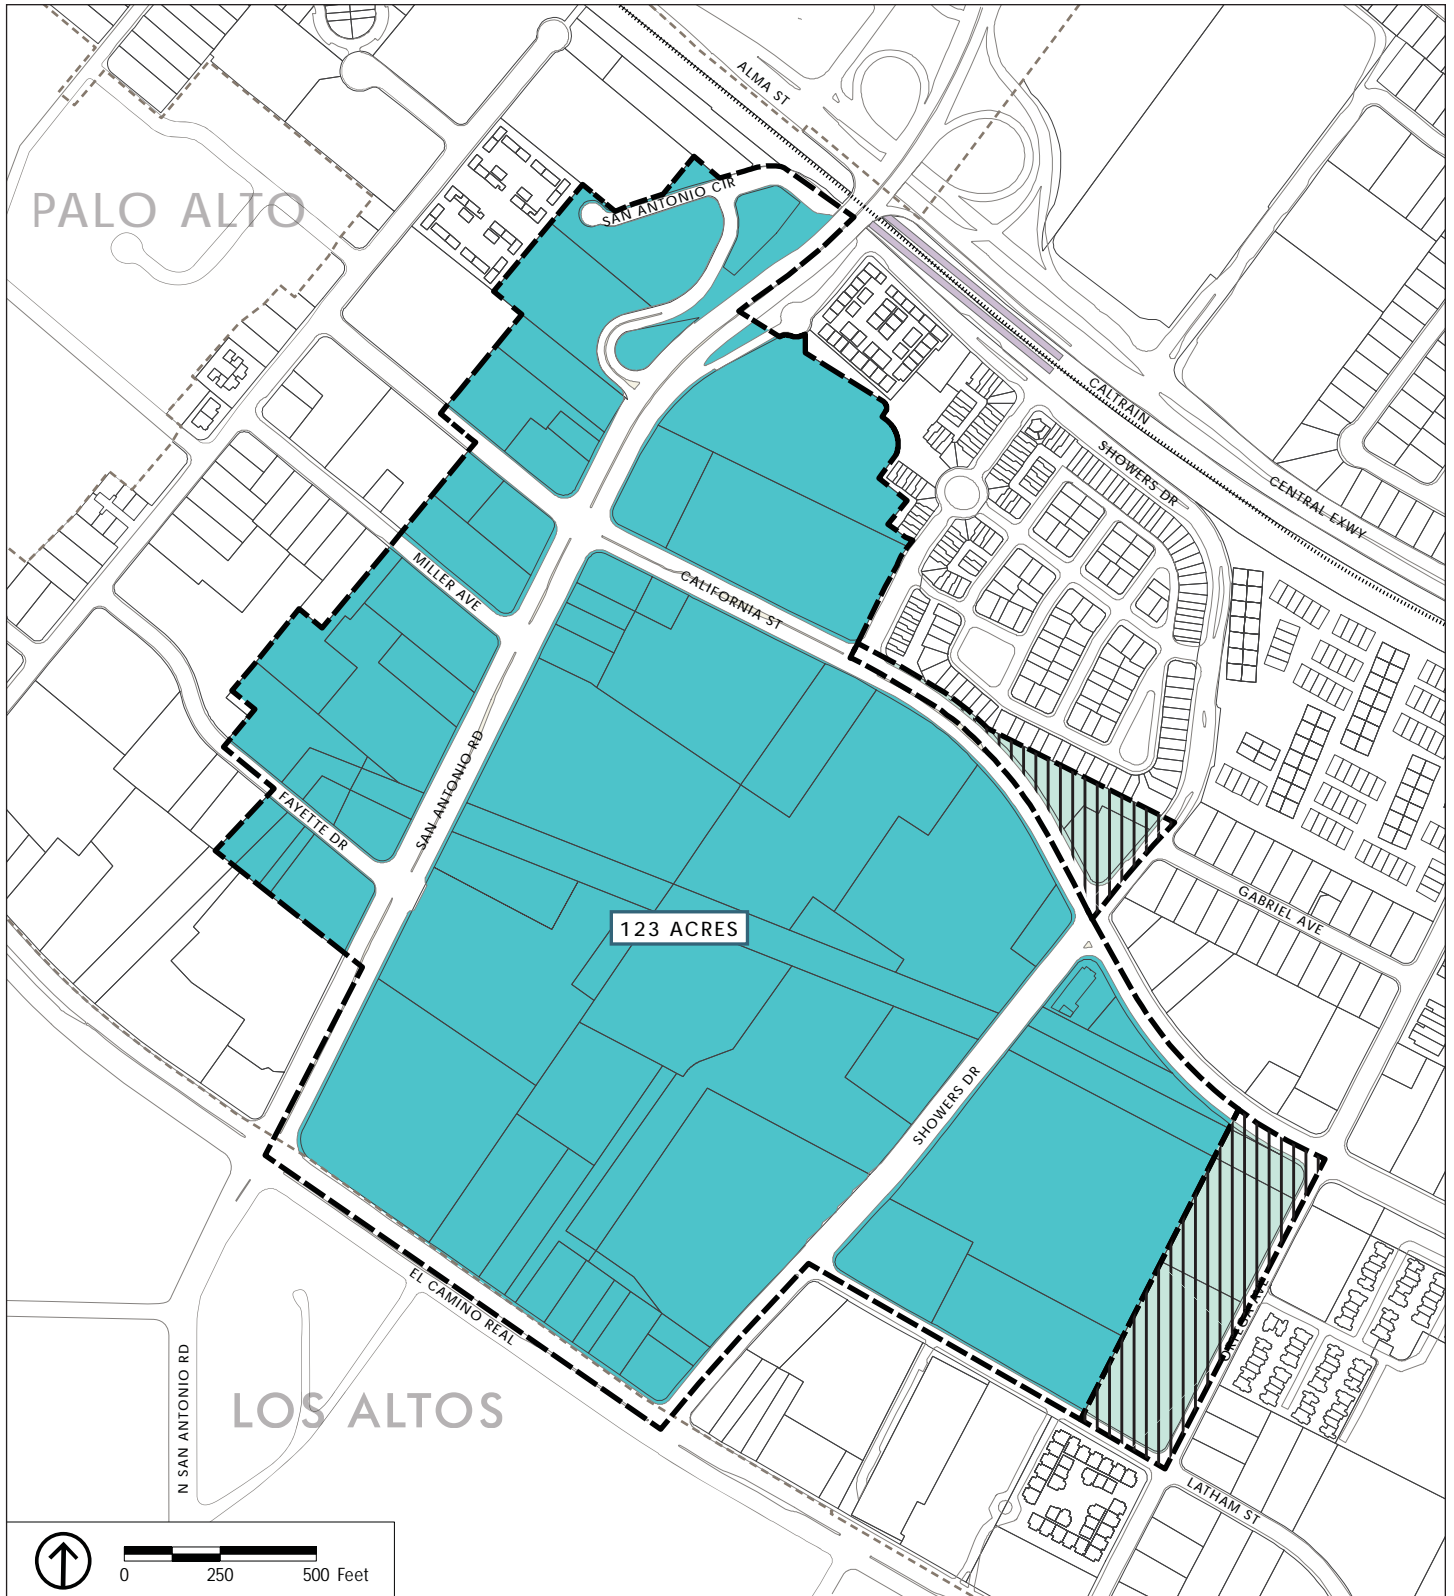 ALMA ST
PALO ALTO
SAN ANTONIO CIR
CALTRAIN
SHOWERS DR
CENTRAL EXWY
MILLER AVE
CALIFORNIA ST
SAN ANTONIO RD
FAYETTE DR
GABRIEL AVE
123 ACRES
SHOWERS DR
EL CAMINO REAL
ORTEGA AVE
N SAN ANTONIO RD
LOS ALTOS
LATHAM ST
0 250 500 Feet